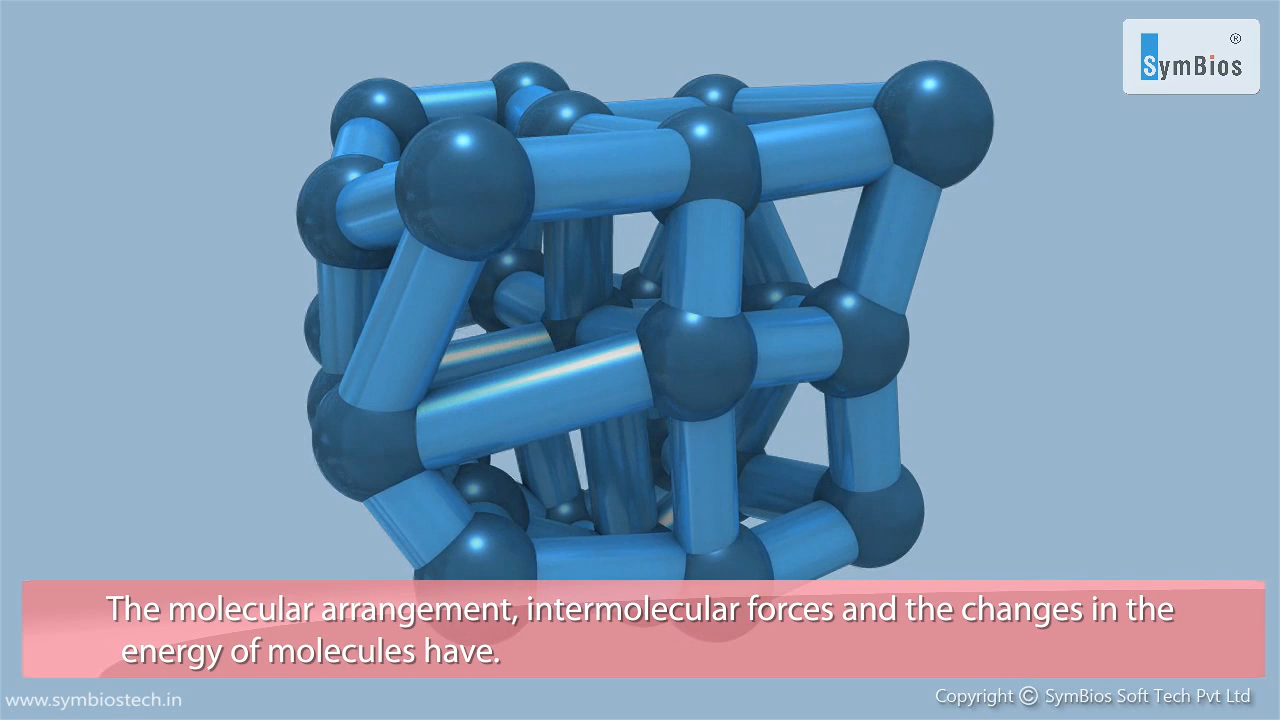 SymBios ®
The molecular arrangement, intermolecular forces and the changes in the
energy of molecules have.
www.symbiostech.in
Copyright © SymBios Soft Tech Pvt Ltd